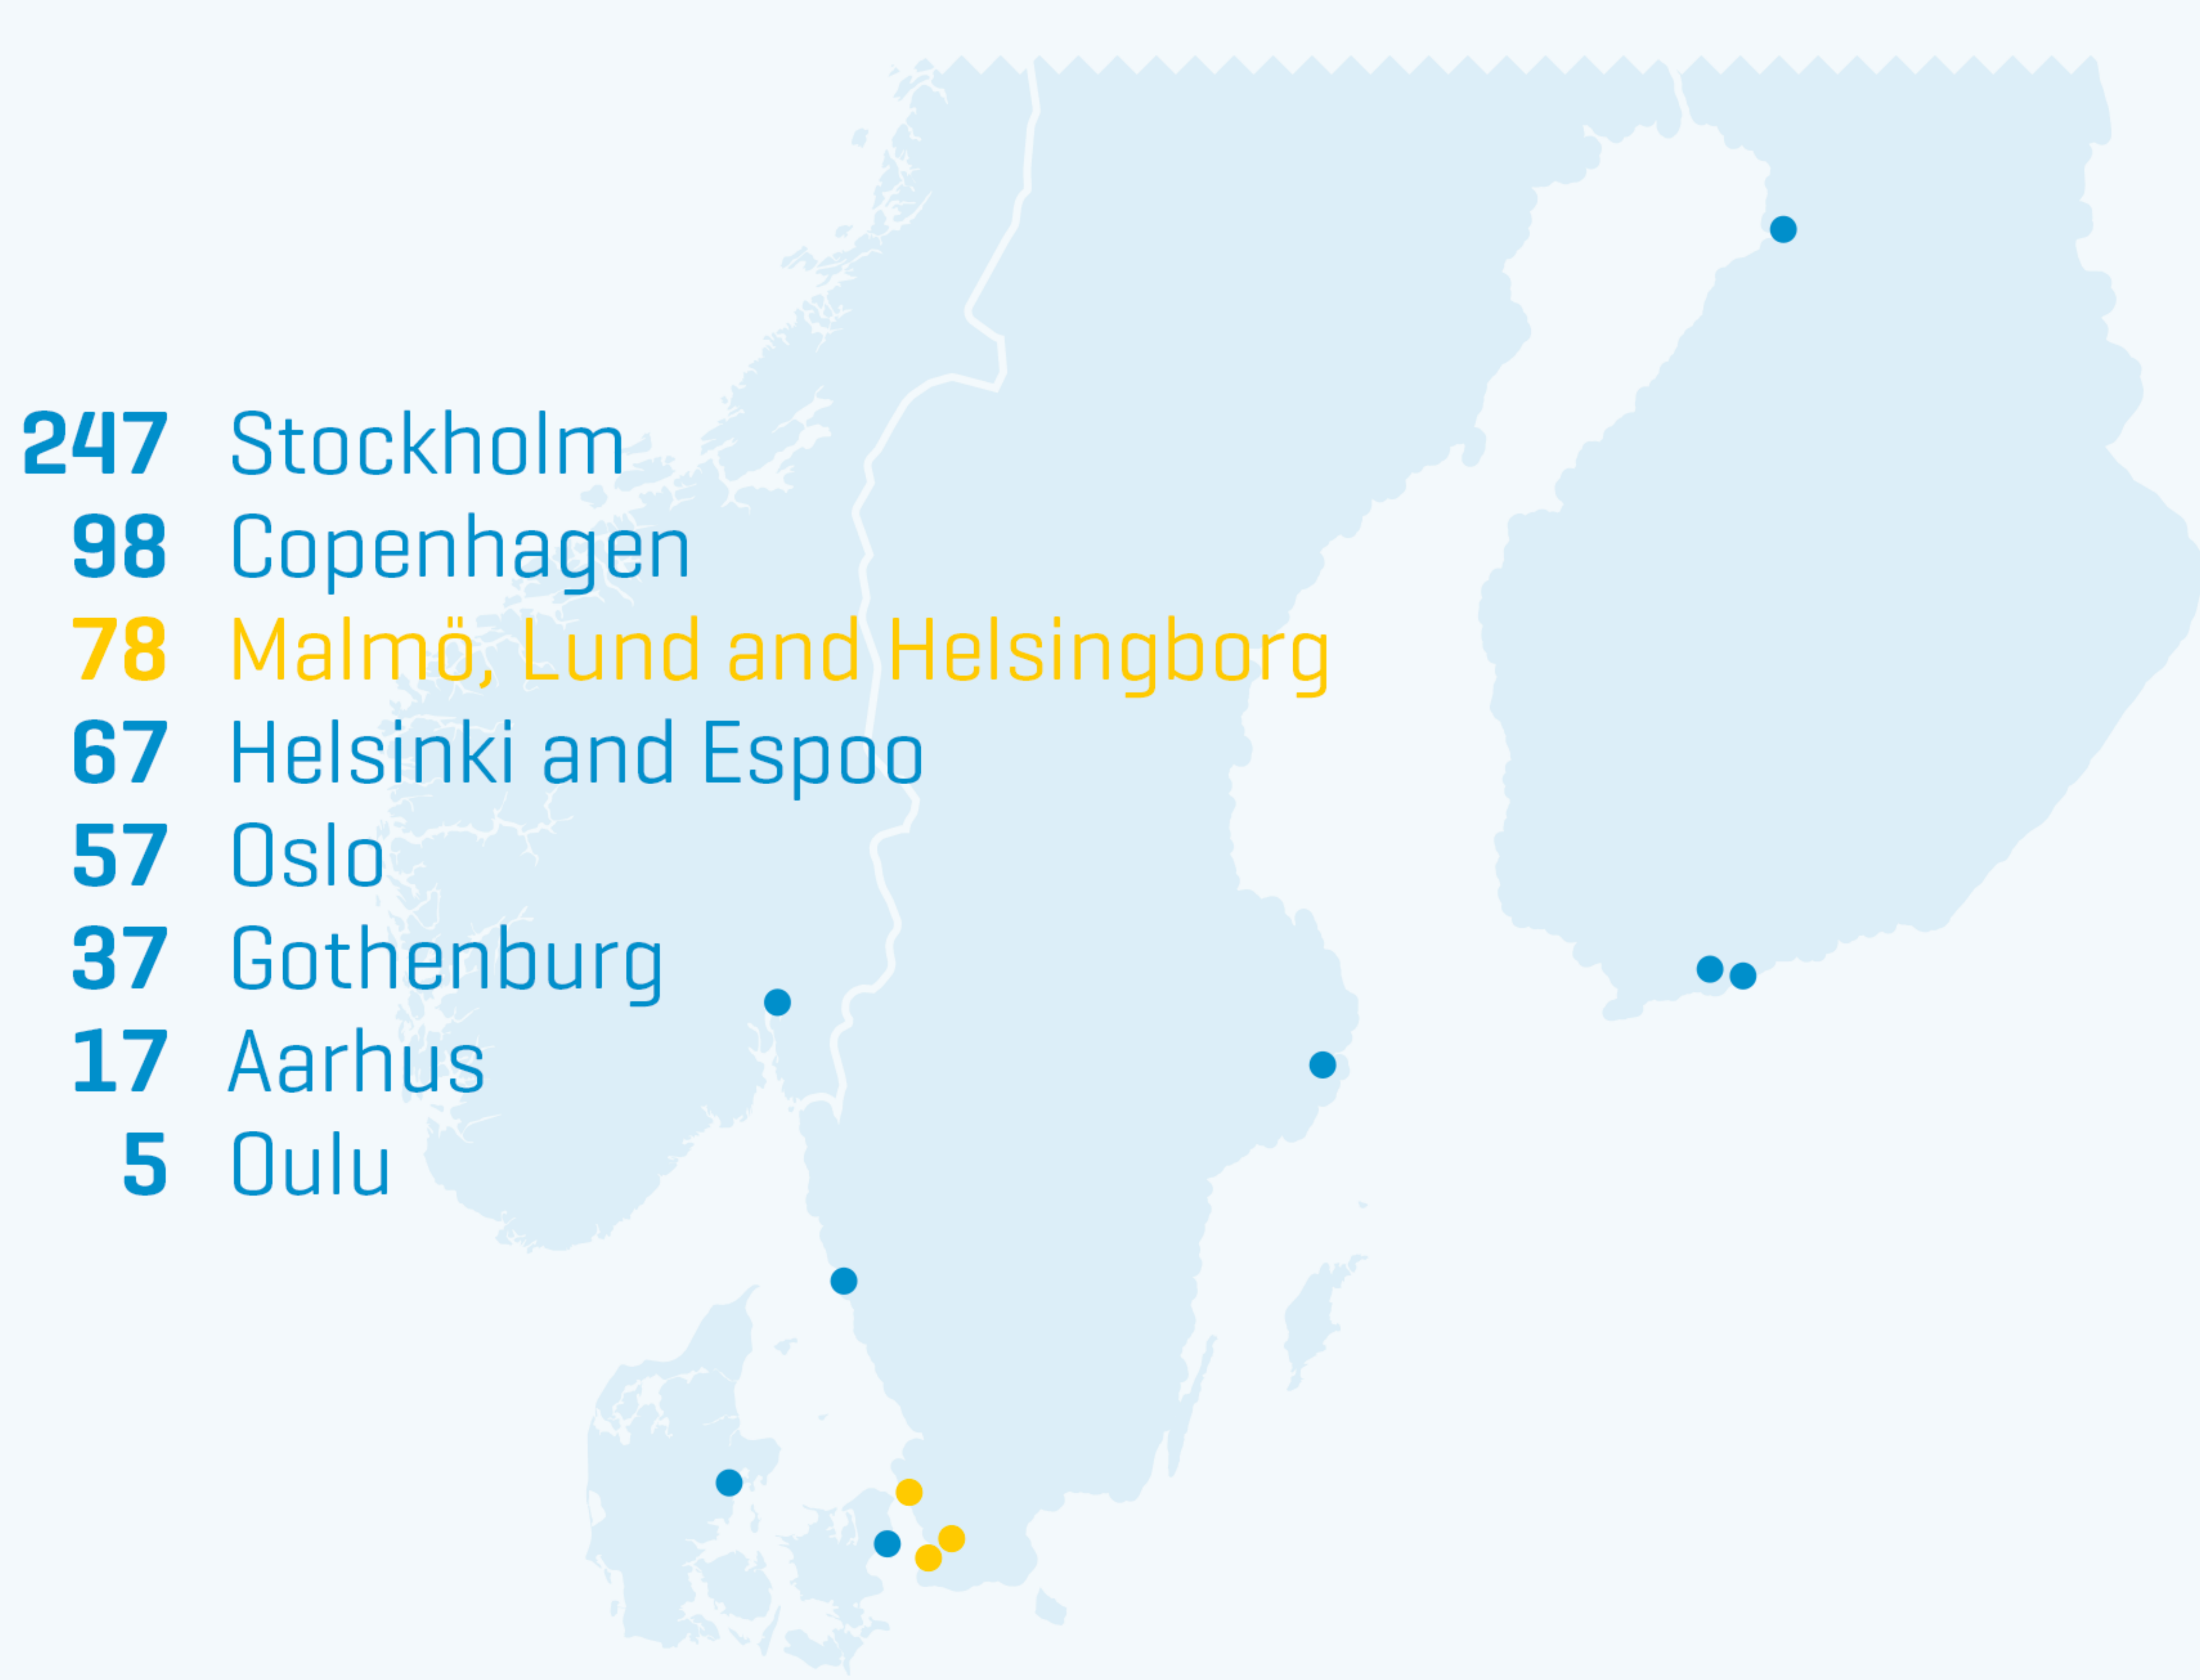 247 Stockholm
98 Copenhagen
78 Malmö, Lund and Helsingborg
67 Helsinki and Espoo
57 Oslo
37 Gothenburg
17 Aarhus
5 Oulu